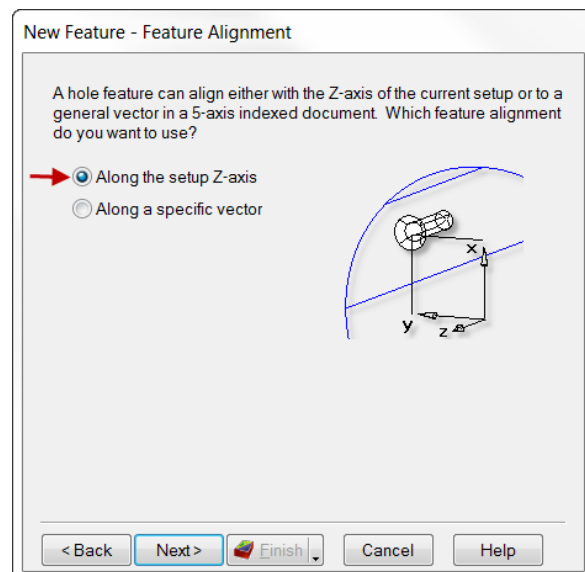 New Feature - Feature Alignment
A hole feature can align either with the Z-axis of the current setup or to a
general vector in a 5-axis indexed document. Which feature alignment
do you want to use?
Along the setup Z-axis
Along a specific vector
x
y
z
< Back Next > Finish Cancel Help